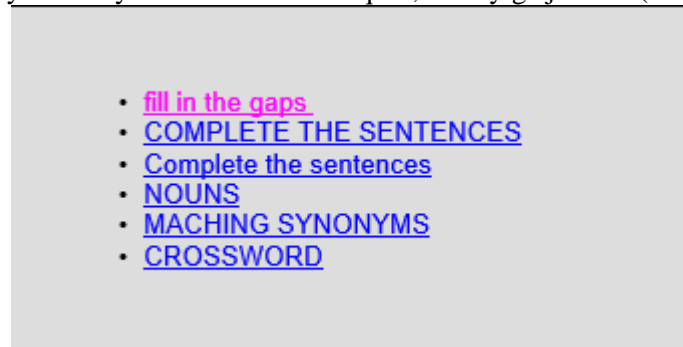 fill in the gaps
COMPLETE THE SENTENCES
Complete the sentences
NOUNS
MACHING SYNONYMS
CROSSWORD